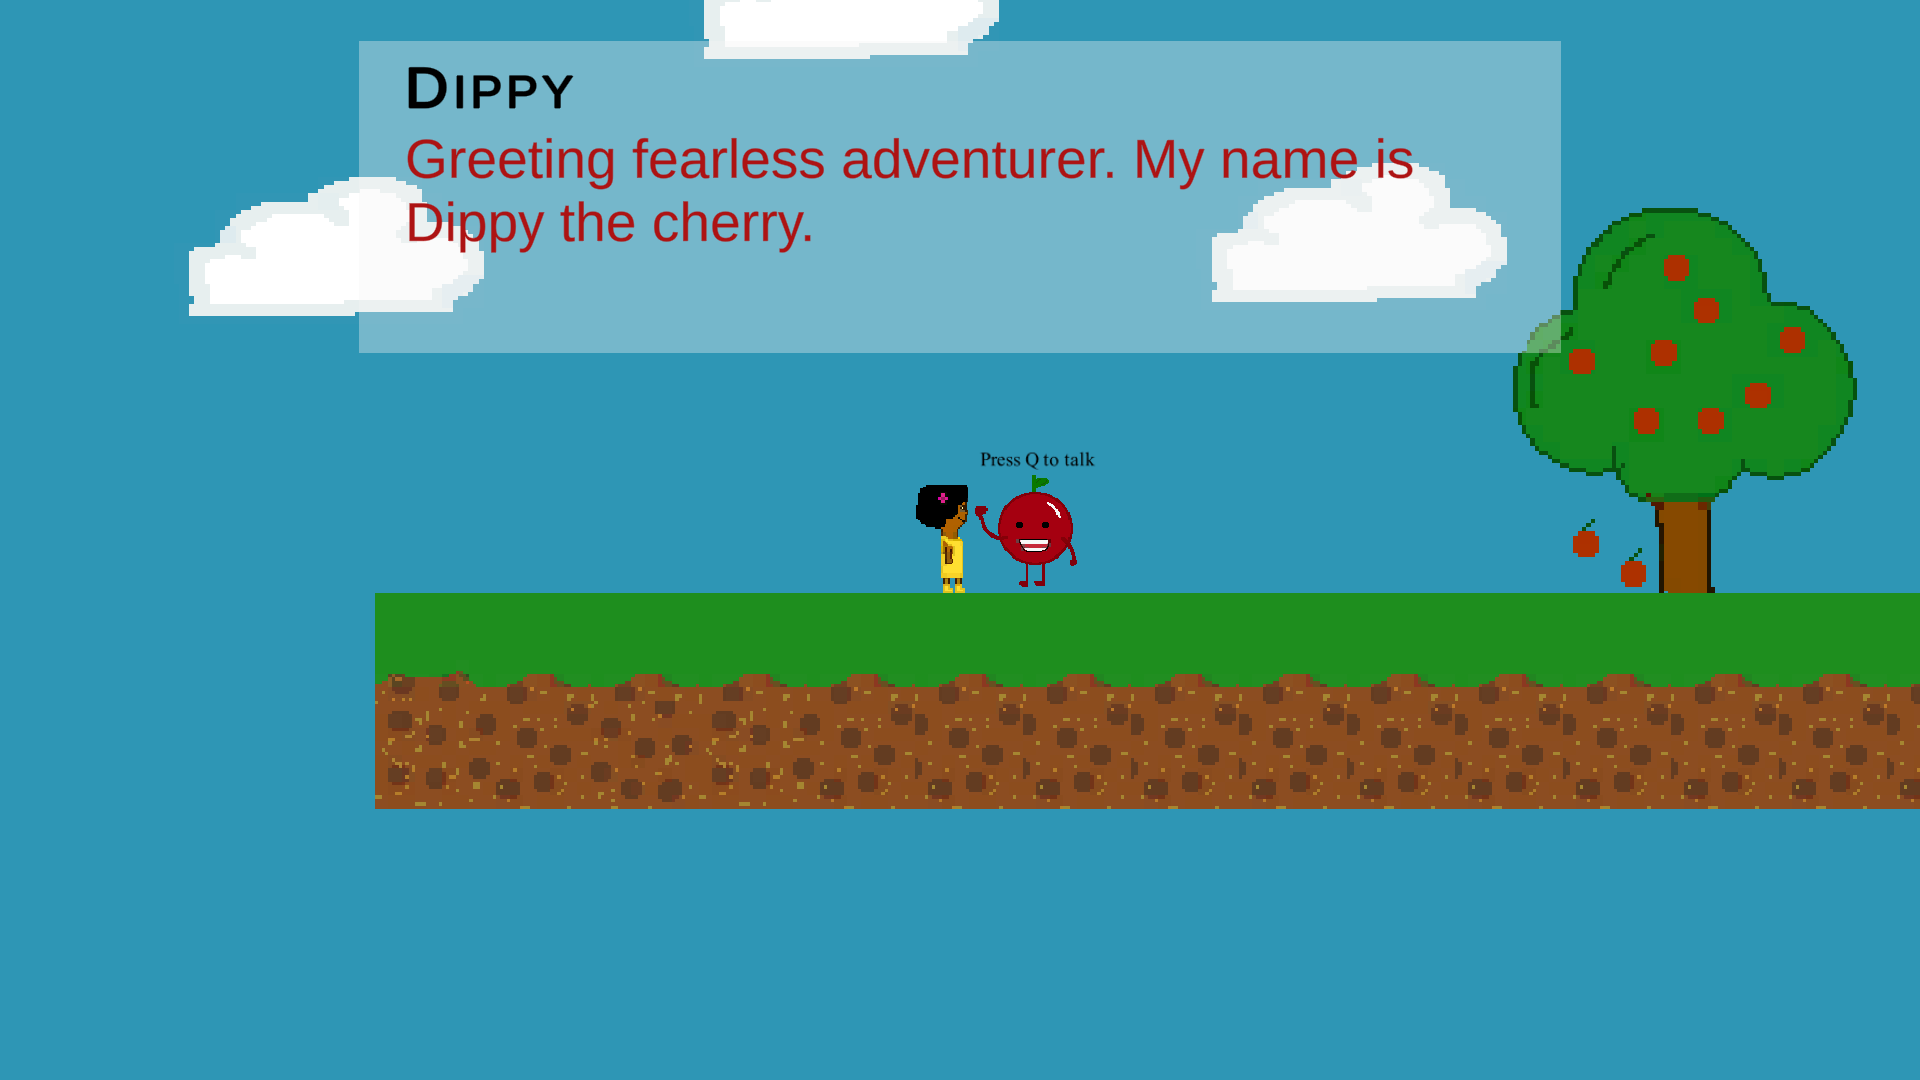 Dippy
Greeting fearless adventurer. My name is
Dippy the cherry.
Press Q to talk